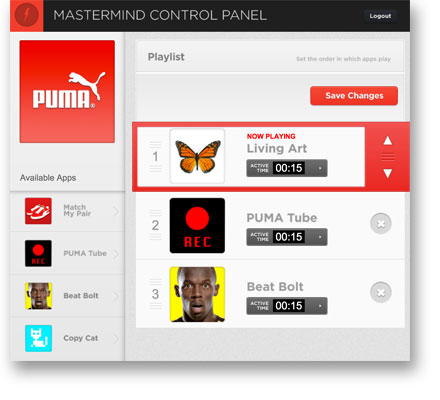 MASTERMIND CONTROL PANEL
Logout
PUMA®
Available Apps
Match
My Pair
PUMA Tube
Beat Bolt
Copy Cat
REC
Playlist
Set the order in which apps play
Save Changes
1
NOW PLAYING
Living Art
ACTIVE
TIME
00:15
2
REC
PUMA Tube
ACTIVE
TIME
00:15
3
Beat Bolt
ACTIVE
TIME
00:15